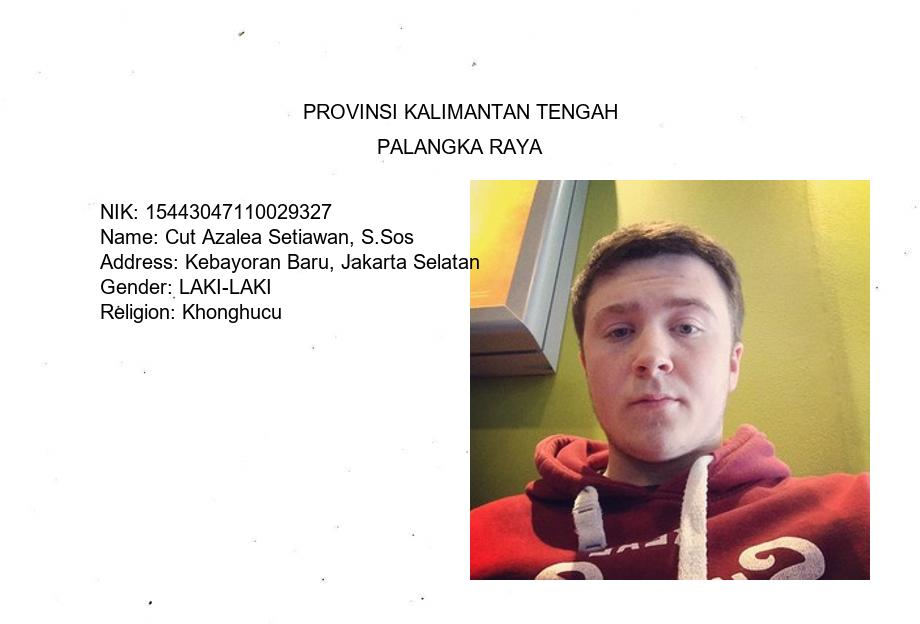 PROVINSI KALIMANTAN TENGAH
PALANGKA RAYA
NIK: 15443047110029327
Name: Cut Azalea Setiawan, S.Sos
Address: Kebayoran Baru, Jakarta Selatan
Gender: LAKI-LAKI
Religion: Khonghucu